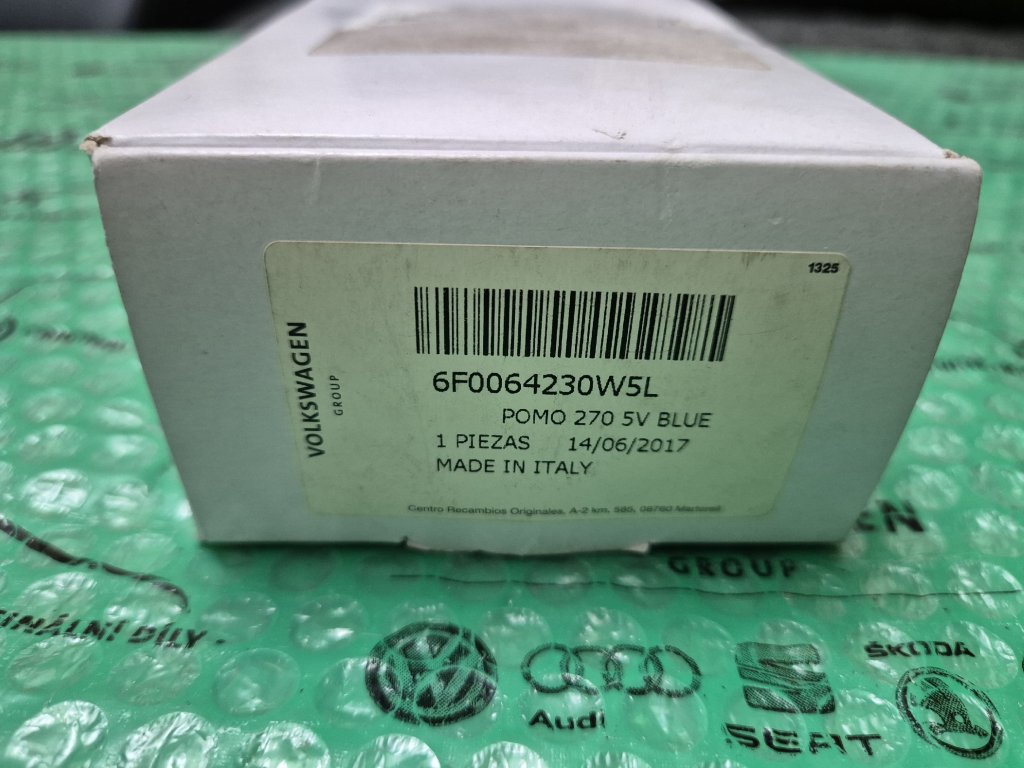 1325
VOLKSWAGEN
GROUP
6F0064230W5L
POMO 270 5V BLUE
1 PIEZAS 14/06/2017
MADE IN ITALY
Centro Recambios Originales, A-2 km, 585, 08760 Martorell
GROUP
DÍLY
Audi
SEAT
ŠKODA